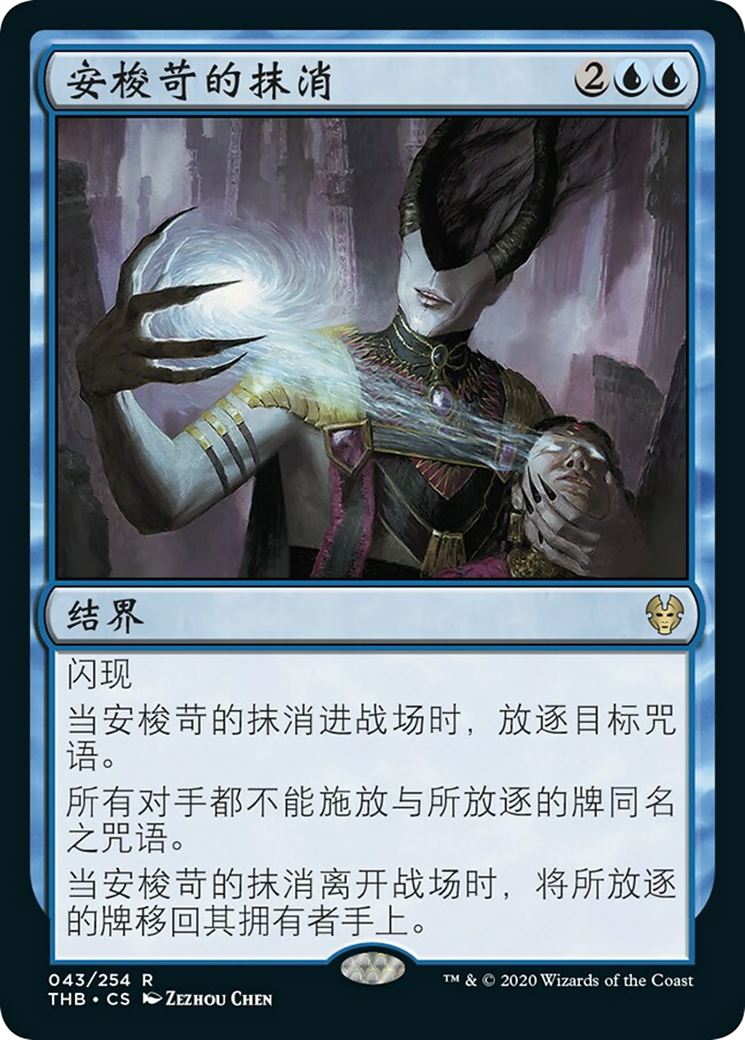 安梭苛的抹消 2
结界
闪现
当安梭苛的抹消进战场时，放逐目标咒
语。
所有对手都不能施放与所放逐的牌同名
之咒语。
当安梭苛的抹消离开战场时，将所放逐
的牌移回其拥有者手上。
043/254 R
THB • CS ZEZHOU CHEN
™ & © 2020 Wizards of the Coast